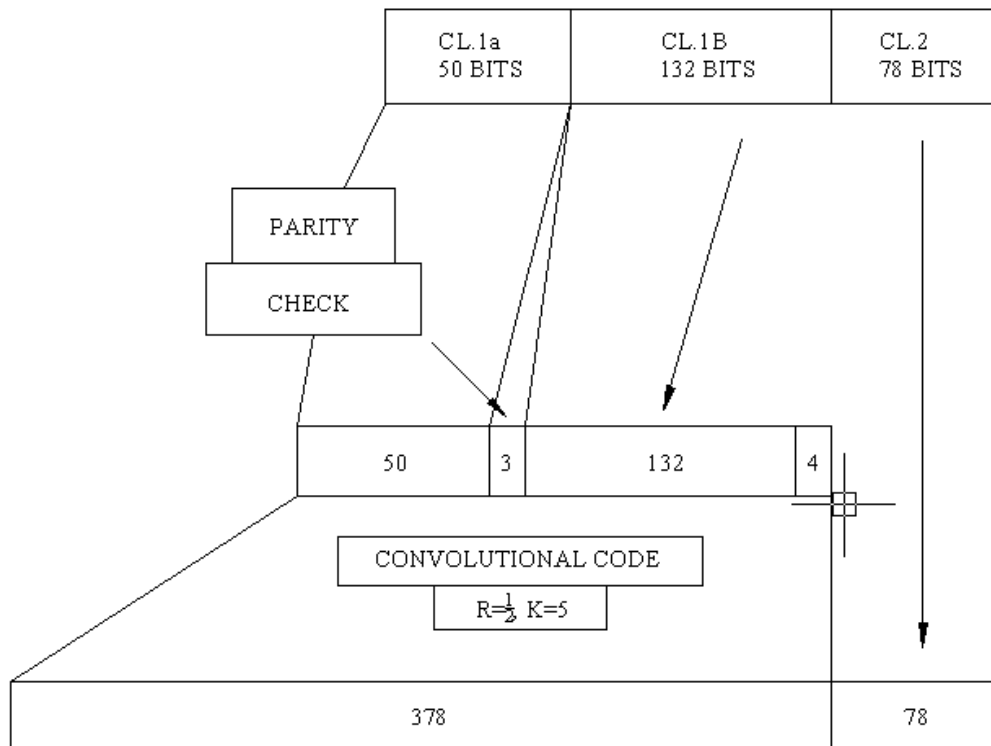 CL.1a
50 BITS
CL.1B
132 BITS
CL.2
78 BITS
PARITY
CHECK
50
3
132
4
CONVOLUTIONAL CODE
R=½, K=5
378
78